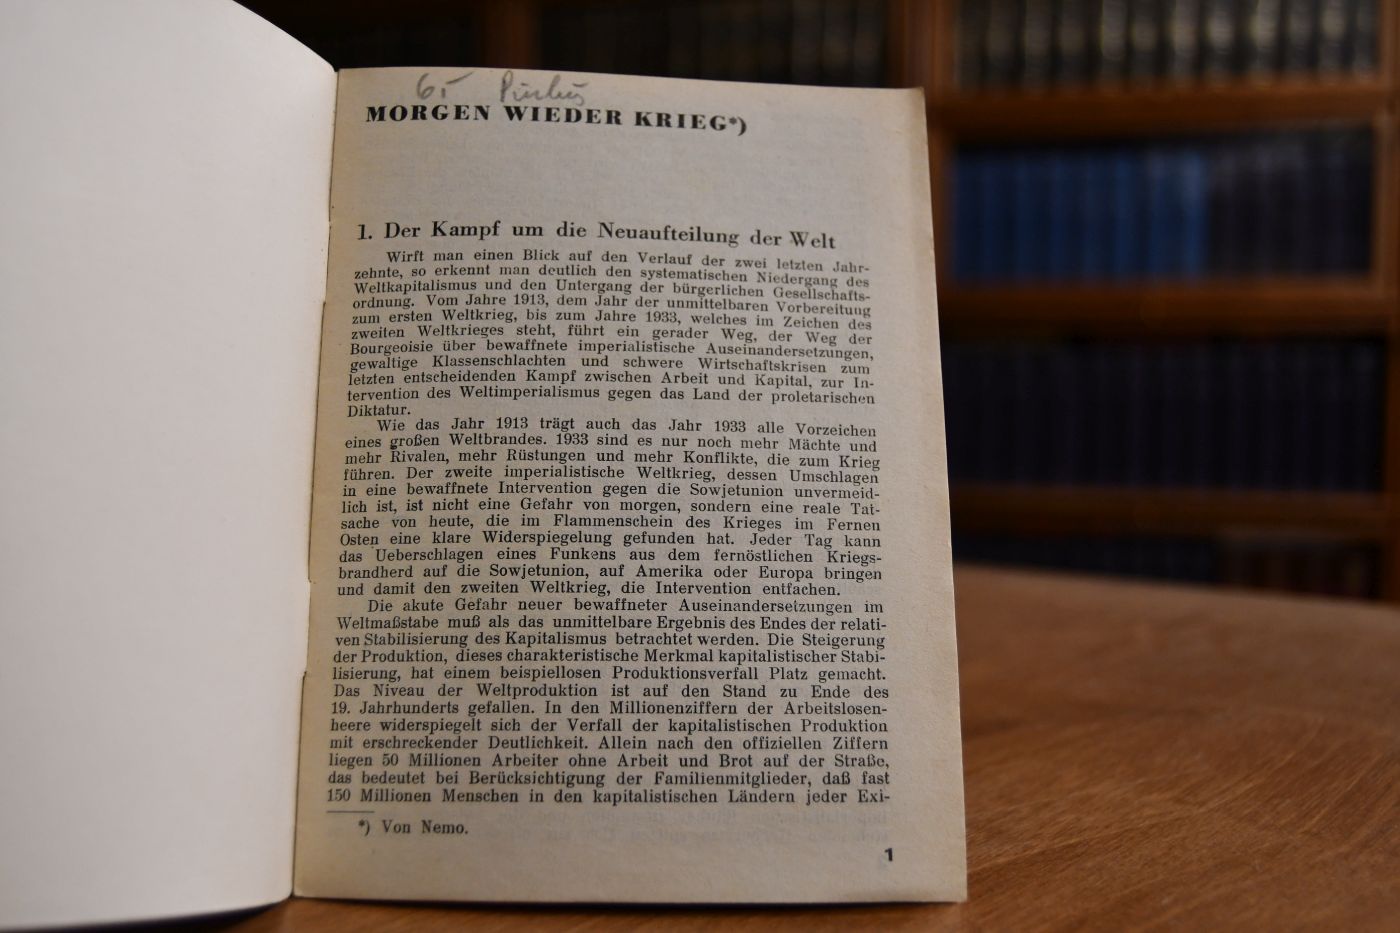 65 Pinkus
MORGEN WIEDER KRIEG*)
1. Der Kampf um die Neuaufteilung der Welt
Wirft man einen Blick auf den Verlauf der zwei letzten Jahr-
zehnte, so erkennt man deutlich den systematischen Niedergang des
Weltkapitalismus und den Untergang der bürgerlichen Gesellschafts-
ordnung. Vom Jahre 1913, dem Jahr der unmittelbaren Vorbereitung
zum ersten Weltkrieg, bis zum Jahre 1933, welches im Zeichen des
zweiten Weltkrieges steht, führt ein gerader Weg, der Weg der
Bourgeoisie über bewaffnete imperialistische Auseinandersetzungen,
gewaltige Klassenschlachten und schwere Wirtschaftskrisen zum
letzten entscheidenden Kampf zwischen Arbeit und Kapital, zur In-
tervention des Weltimperialismus gegen das Land der proletarischen
Diktatur.
Wie das Jahr 1913 trägt auch das Jahr 1933 alle Vorzeichen
eines großen Weltbrandes. 1933 sind es nur noch mehr Mächte und
mehr Rivalen, mehr Rüstungen und mehr Konflikte, die zum Krieg
führen. Der zweite imperialistische Weltkrieg, dessen Umschlagen
in eine bewaffnete Intervention gegen die Sowjetunion unvermeid-
lich ist, ist nicht eine Gefahr von morgen, sondern eine reale Tat-
sache von heute, die im Flammenschein des Krieges im Fernen
Osten eine klare Widerspiegelung gefunden hat. Jeder Tag kann
das Ueberschlagen eines Funkens aus dem fernöstlichen Kriegs-
brandherd auf die Sowjetunion, auf Amerika oder Europa bringen
und damit den zweiten Weltkrieg, die Intervention entfachen.
Die akute Gefahr neuer bewaffneter Auseinandersetzungen im
Weltmaßstabe muß als das unmittelbare Ergebnis des Endes der relati-
ven Stabilisierung des Kapitalismus betrachtet werden. Die Steigerung
der Produktion, dieses charakteristische Merkmal kapitalistischer Stabi-
lisierung, hat einem beispiellosen Produktionsverfall Platz gemacht.
Das Niveau der Weltproduktion ist auf den Stand zu Ende des
19. Jahrhunderts gefallen. In den Millionenziffern der Arbeitslosen-
heere widerspiegelt sich der Verfall der kapitalistischen Produktion
mit erschreckender Deutlichkeit. Allein nach den offiziellen Ziffern
liegen 50 Millionen Arbeiter ohne Arbeit und Brot auf der Straße,
das bedeutet bei Berücksichtigung der Familienmitglieder, daß fast
150 Millionen Menschen in den kapitalistischen Ländern jeder Exi-
*) Von Nemo.
1